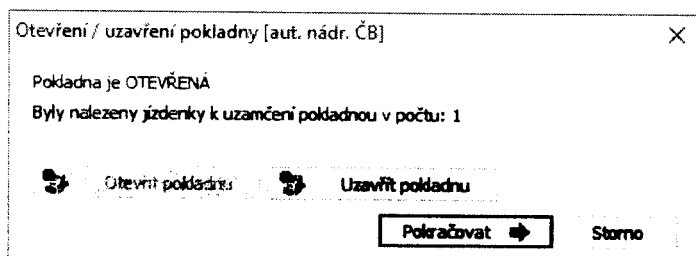 Otevření / uzavření pokladny [aut. nádr. ČB]
Pokladna je OTEVŘENÁ
Byly nalezeny jízdenky k uzamčení pokladnou v počtu: 1
Otevřít pokladnu Uzavřít pokladnu
Pokračovat Storno